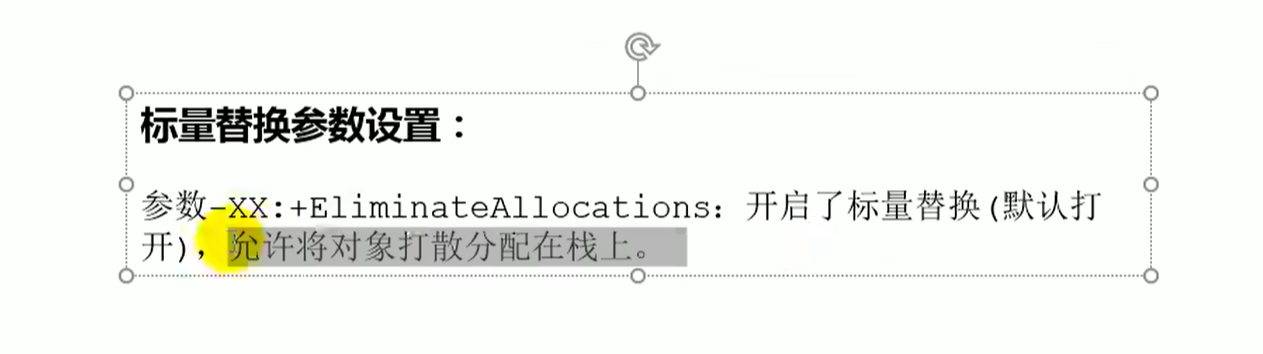 标量替换参数设置：
参数-XX:+EliminateAllocations：开启了标量替换(默认打
开)，允许将对象打散分配在栈上。